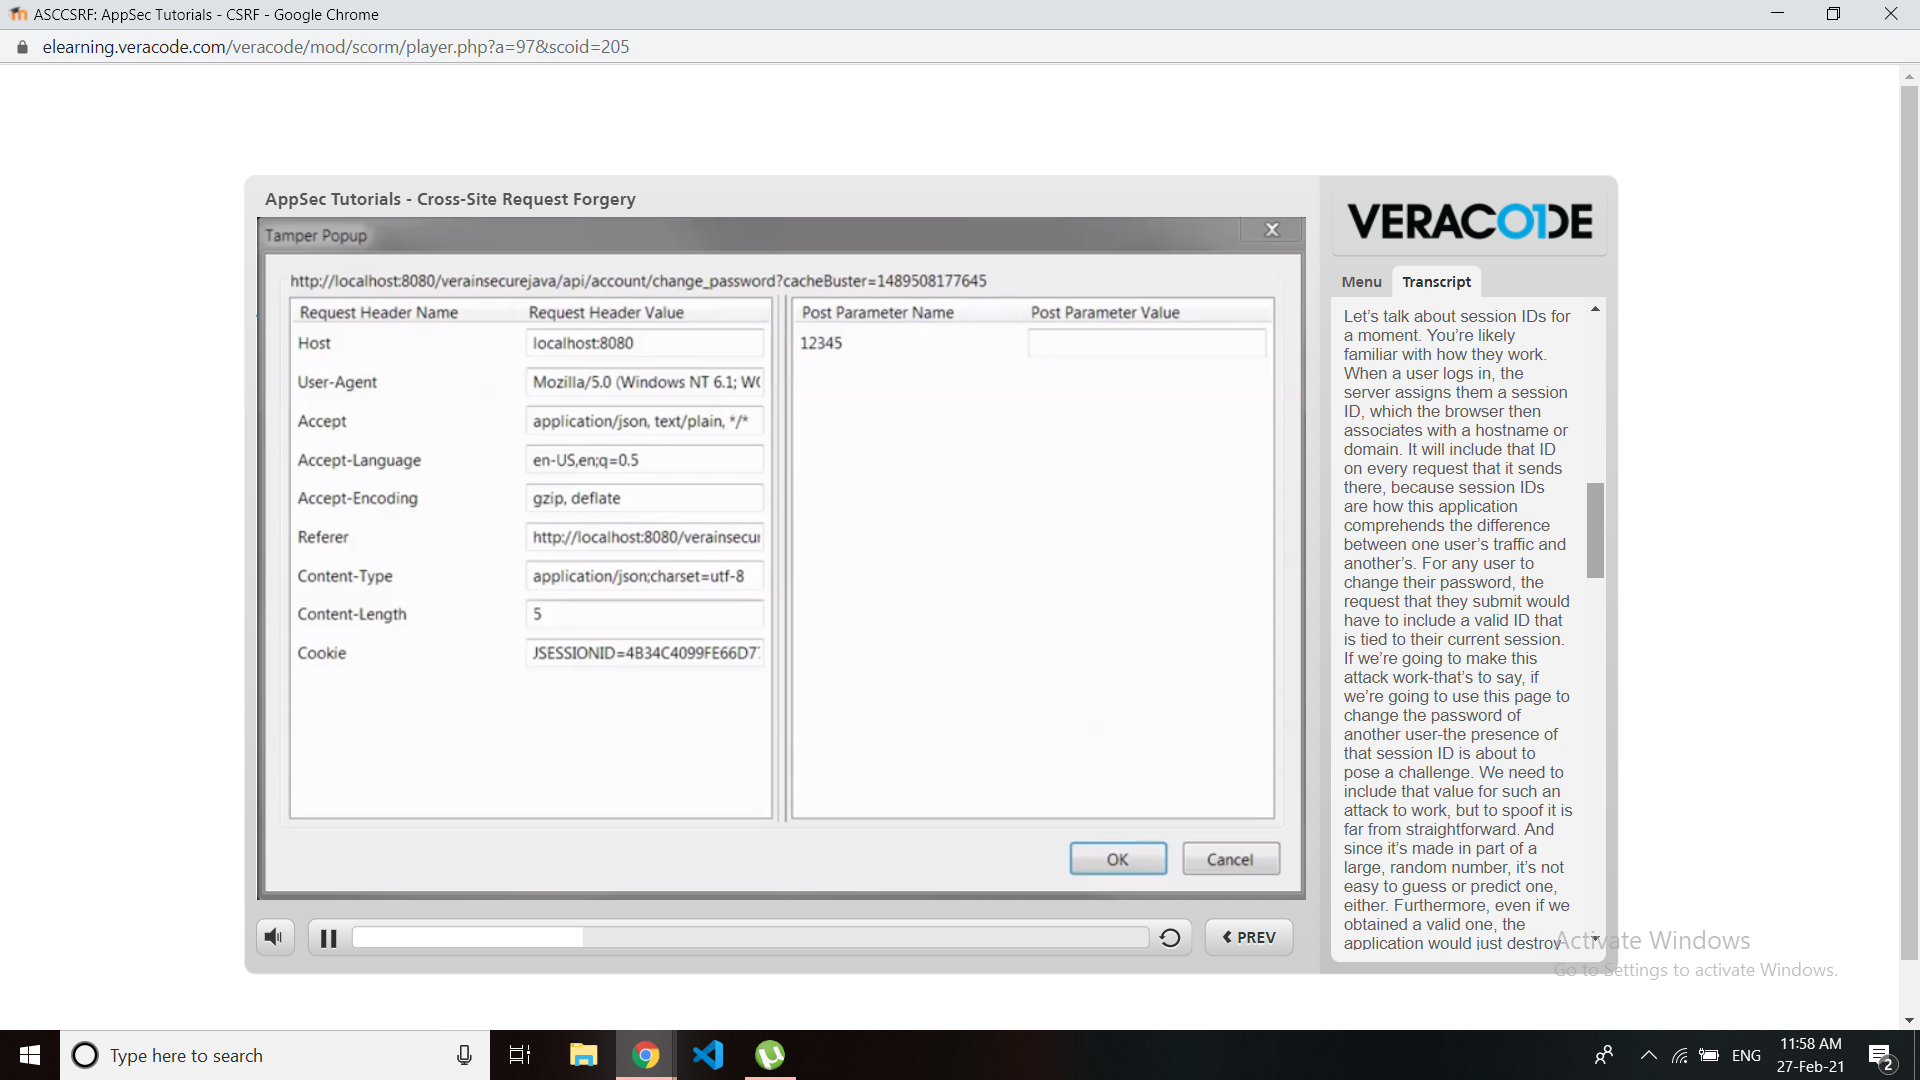 ASCCSRF: AppSec Tutorials - CSRF - Google Chrome
elearning.veracode.com/veracode/mod/scorm/player.php?a=97&scoid=205
AppSec Tutorials - Cross-Site Request Forgery
Tamper Popup
http://localhost:8080/verainsecurejava/api/account/change_password?cacheBuster=1489508177645
Request Header Name Request Header Value
Host localhost:8080
User-Agent Mozilla/5.0 (Windows NT 6.1;
Accept application/json, text/plain, */*
Accept-Language en-US,en;q=0.5
Accept-Encoding gzip, deflate
Referer http://localhost:8080/verainsecu
Content-Type application/json;charset=utf-8
Content-Length 5
Cookie JSESSIONID=4B34C4099FE66D7
Post Parameter Name Post Parameter Value
12345
OK Cancel
PREV
VERACODE
Menu Transcript
Let's talk about session IDs for
a moment. You're likely
familiar with how they work.
When a user logs in, the
server assigns them a session
ID, which the browser then
associates with a hostname or
domain. It will include that ID
on every request that it sends
there, because session IDs
are how this application
comprehends the difference
between one user's traffic and
another's. For any user to
change their password, the
request that they submit would
have to include a valid ID that
is tied to their current session.
If we're going to make this
attack work-that's to say, if
we're going to use this page to
change the password of
another user-the presence of
that session ID is about to
pose a challenge. We need to
include that value for such an
attack to work, but to spoof it is
far from straightforward. And
since it's made in part of a
large, random number, it's not
easy to guess or predict one,
either. Furthermore, even if we
obtained a valid one, the
application would just destroy
Activate Windows
Go to Settings to activate Windows.
Type here to search
ENG
11:58 AM
27-Feb-21
2